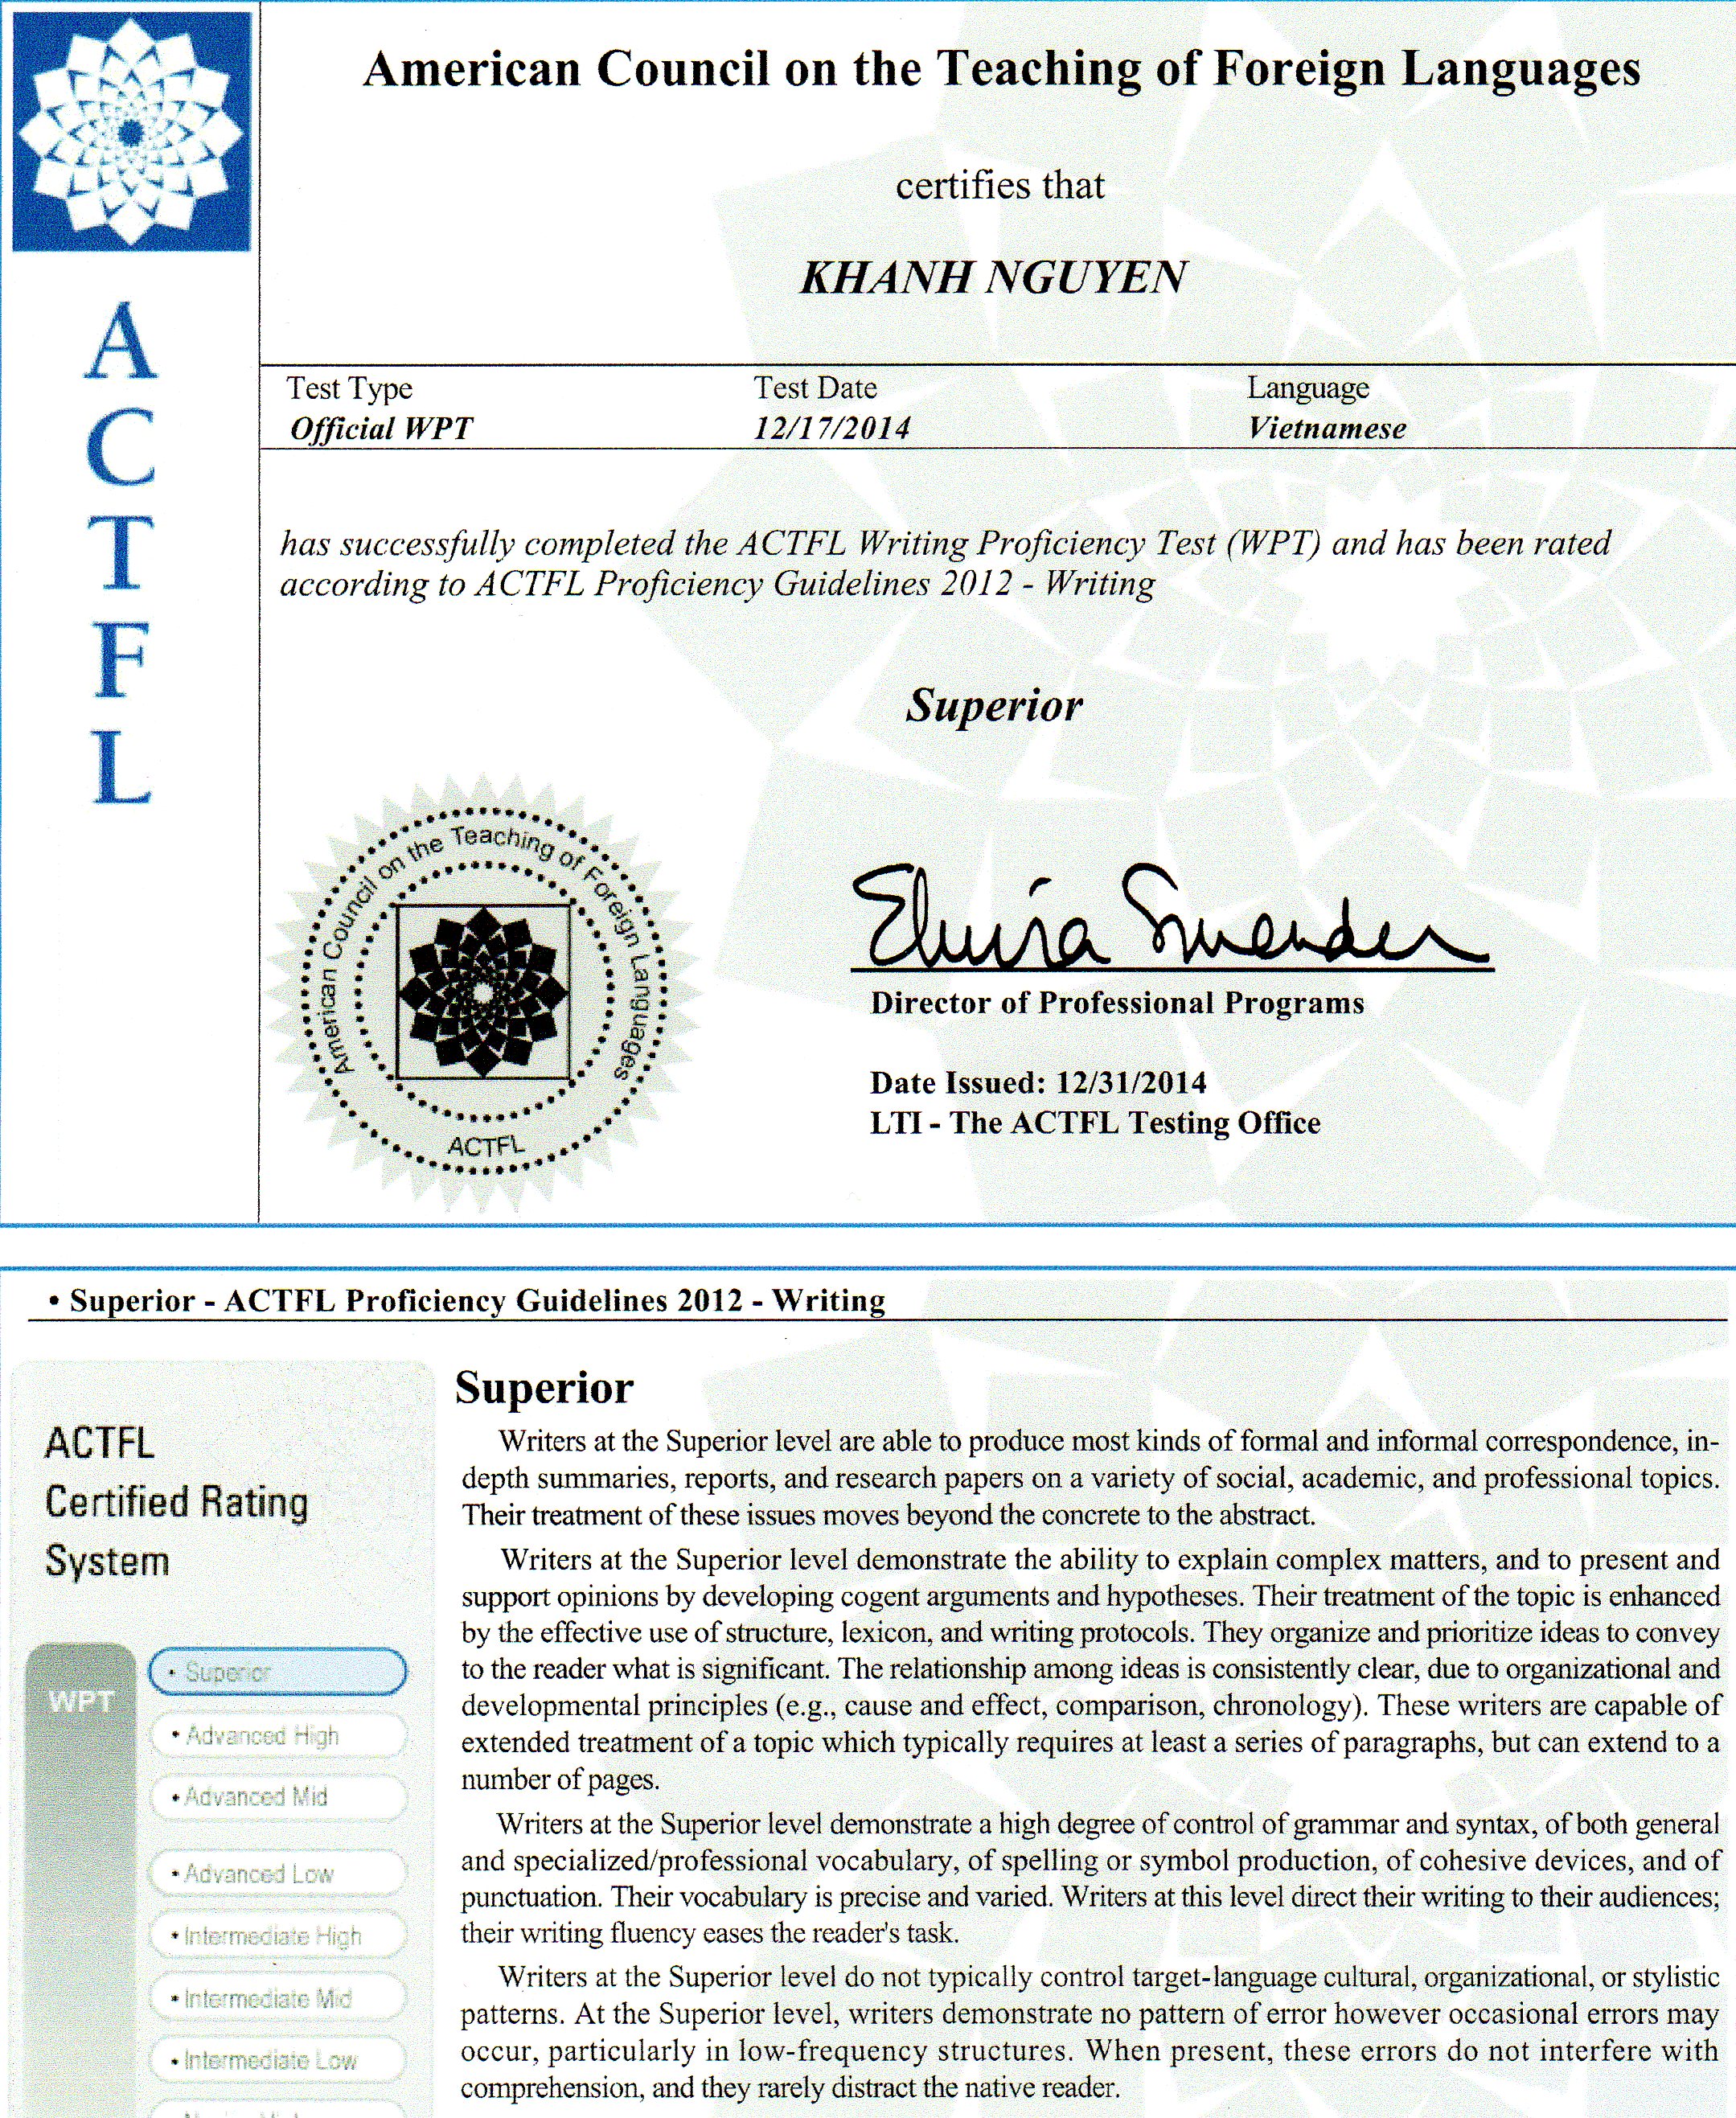 American Council on the Teaching of Foreign Languages
certifies that
KHANH NGUYEN
A
C
T
F
L
Test Type Test Date Language
Official WPT 12/17/2014 Vietnamese
has successfully completed the ACTFL Writing Proficiency Test (WPT) and has been rated
according to ACTFL Proficiency Guidelines 2012 - Writing
Superior
American Council on the Teaching of Foreign Languages
ACTFL
Director of Professional Programs
Date Issued: 12/31/2014
LTI - The ACTFL Testing Office
• Superior - ACTFL Proficiency Guidelines 2012 - Writing
ACTFL
Certified Rating
System
WPT
• Superior
• Advanced High
• Advanced Mid
• Advanced Low
• Intermediate High
• Intermediate Mid
• Intermediate Low
Superior
Writers at the Superior level are able to produce most kinds of formal and informal correspondence, in-
depth summaries, reports, and research papers on a variety of social, academic, and professional topics.
Their treatment of these issues moves beyond the concrete to the abstract.
Writers at the Superior level demonstrate the ability to explain complex matters, and to present and
support opinions by developing cogent arguments and hypotheses. Their treatment of the topic is enhanced
by the effective use of structure, lexicon, and writing protocols. They organize and prioritize ideas to convey
to the reader what is significant. The relationship among ideas is consistently clear, due to organizational and
developmental principles (e.g., cause and effect, comparison, chronology). These writers are capable of
extended treatment of a topic which typically requires at least a series of paragraphs, but can extend to a
number of pages.
Writers at the Superior level demonstrate a high degree of control of grammar and syntax, of both general
and specialized/professional vocabulary, of spelling or symbol production, of cohesive devices, and of
punctuation. Their vocabulary is precise and varied. Writers at this level direct their writing to their audiences;
their writing fluency eases the reader's task.
Writers at the Superior level do not typically control target-language cultural, organizational, or stylistic
patterns. At the Superior level, writers demonstrate no pattern of error however occasional errors may
occur, particularly in low-frequency structures. When present, these errors do not interfere with
comprehension, and they rarely distract the native reader.